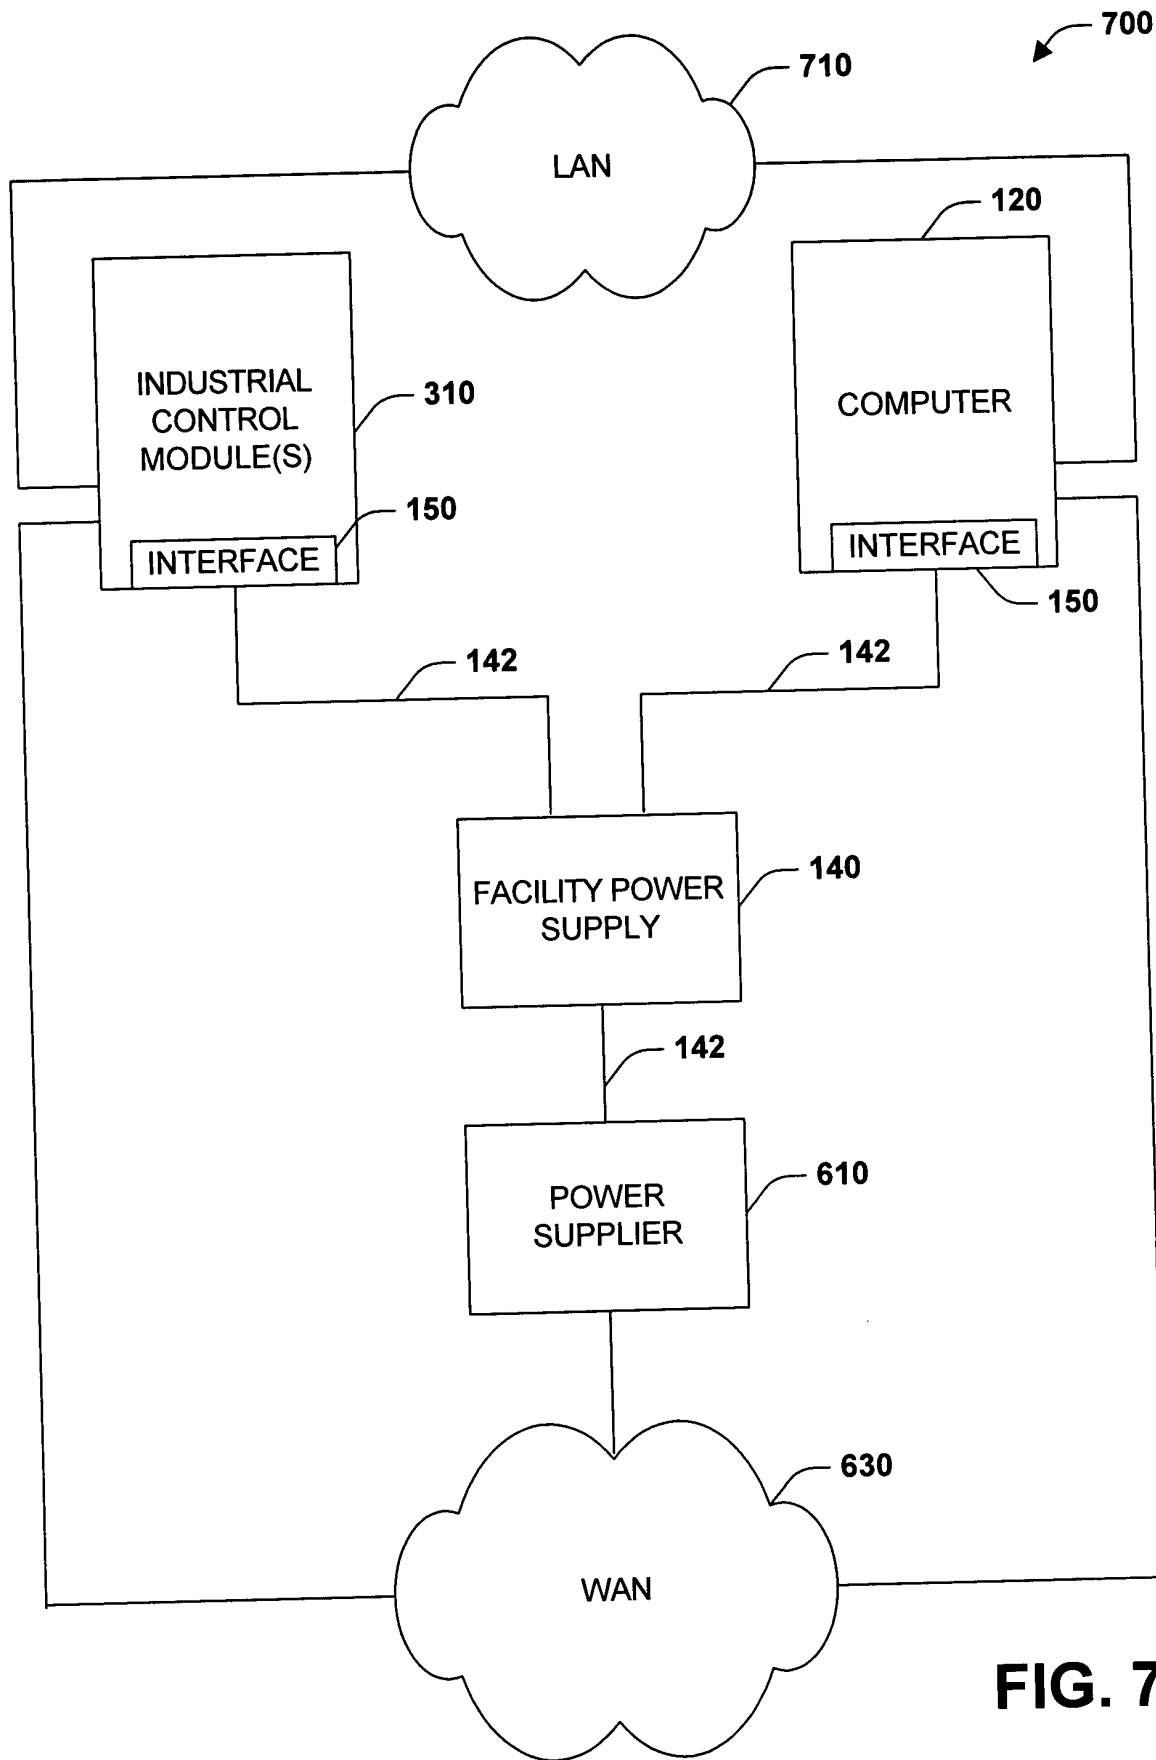 700
710
LAN
120
INDUSTRIAL
CONTROL
MODULE(S)
310
COMPUTER
150
INTERFACE
INTERFACE
150
142
142
FACILITY POWER
SUPPLY
140
142
POWER
SUPPLIER
610
630
WAN
FIG. 7